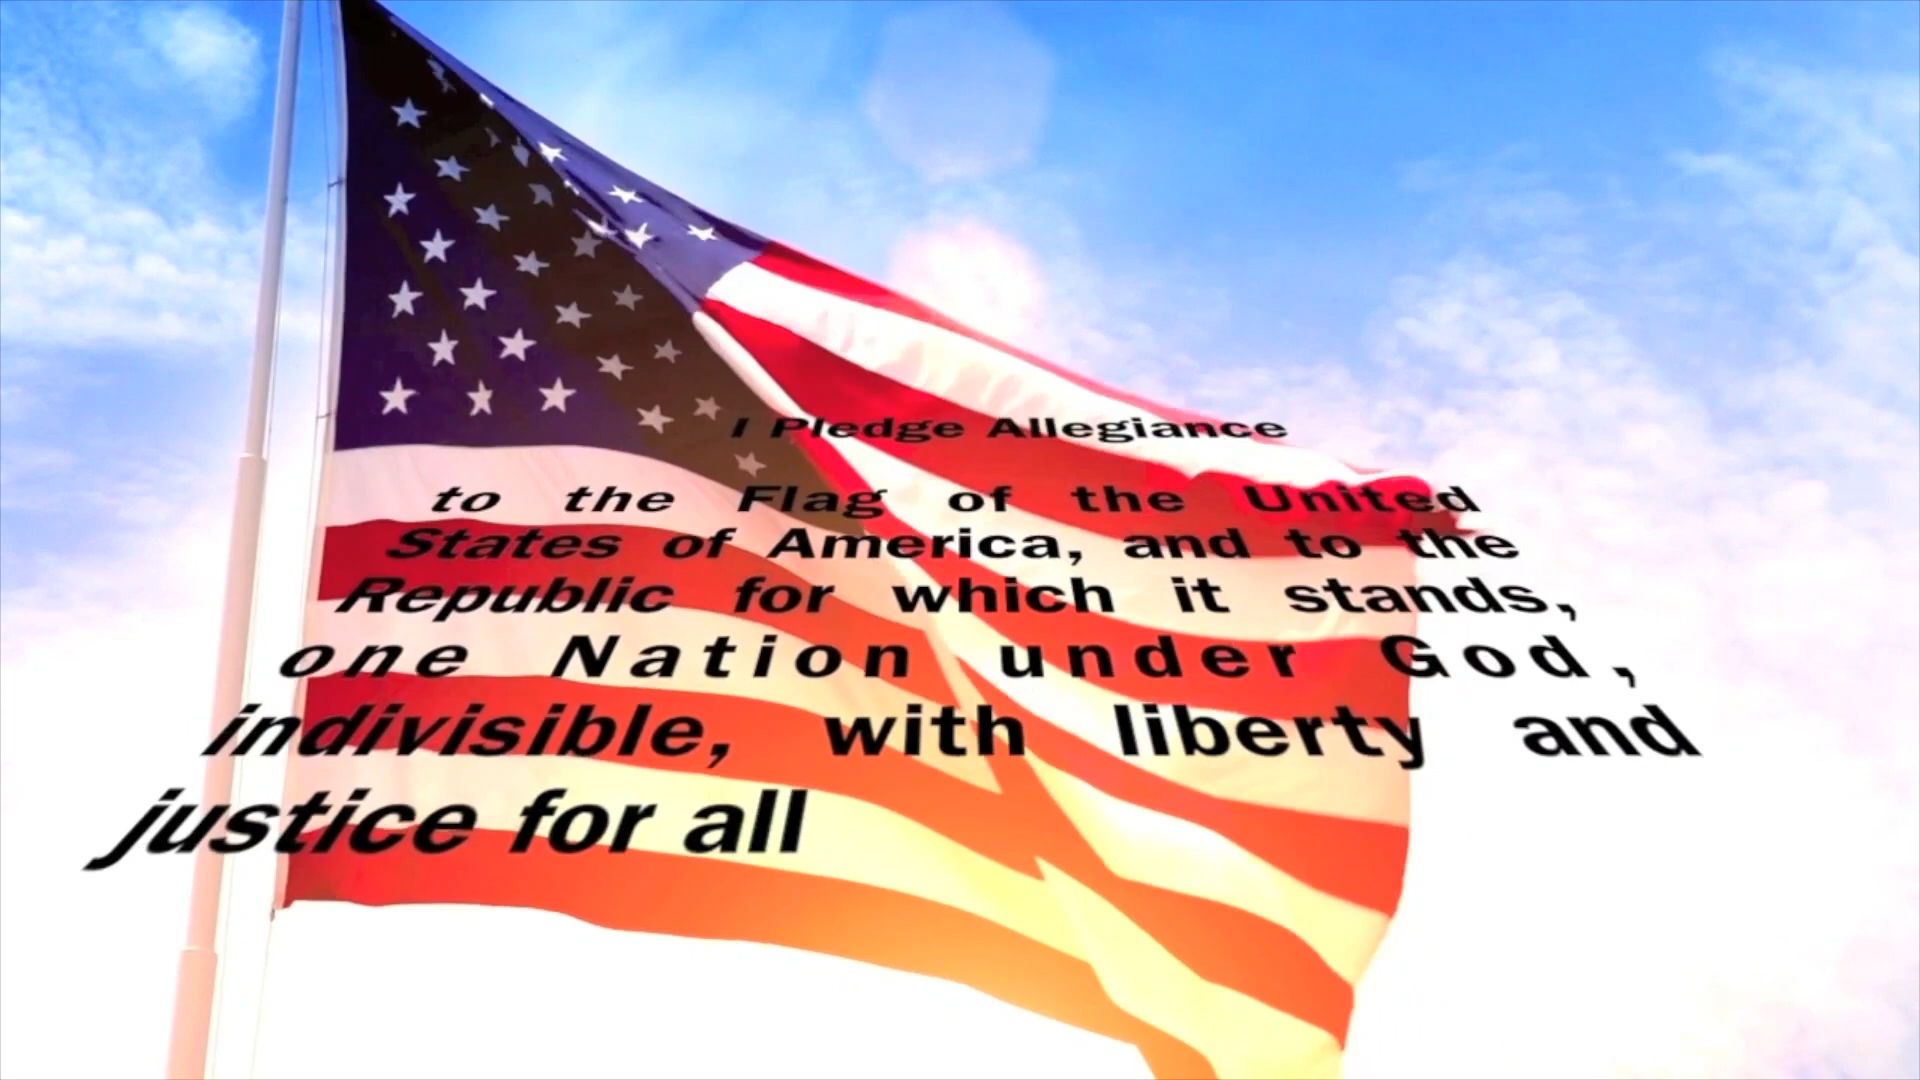 I Pledge Allegiance
to the Flag of the United
States of America, and to the
Republic for which it stands,
one Nation under God,
indivisible, with liberty and
justice for all